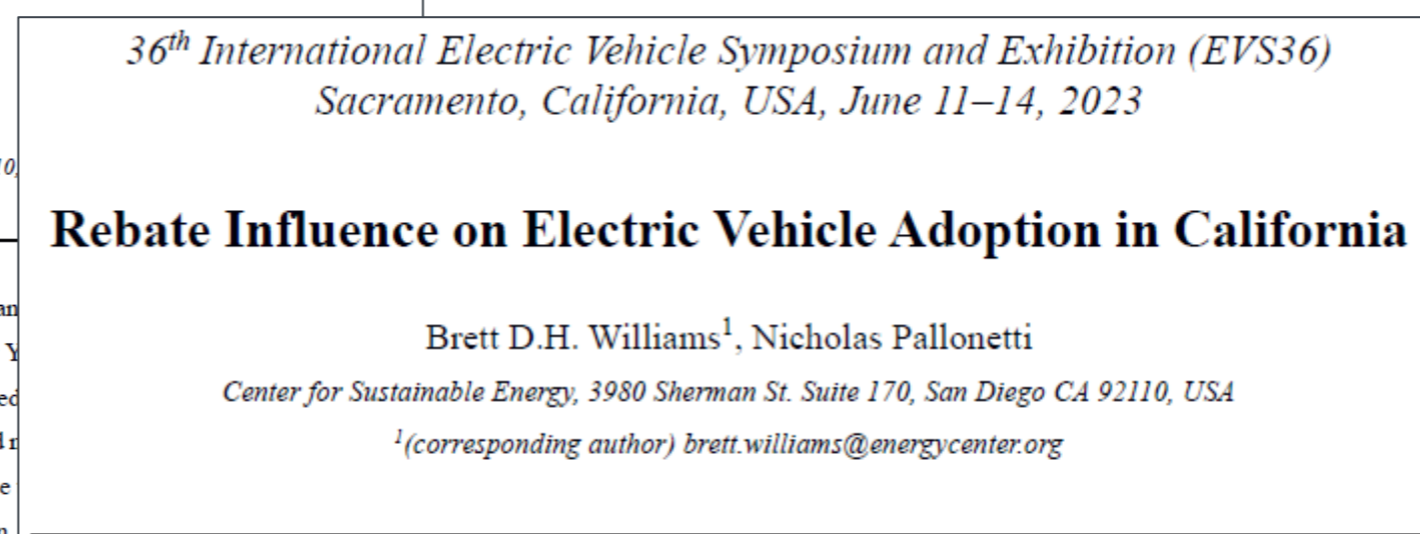 36th International Electric Vehicle Symposium and Exhibition (EVS36)
Sacramento, California, USA, June 11–14, 2023
Rebate Influence on Electric Vehicle Adoption in California
Brett D.H. Williams1, Nicholas Pallonetti
Center for Sustainable Energy, 3980 Sherman St. Suite 170, San Diego CA 92110, USA
1(corresponding author) brett.williams@energycenter.org